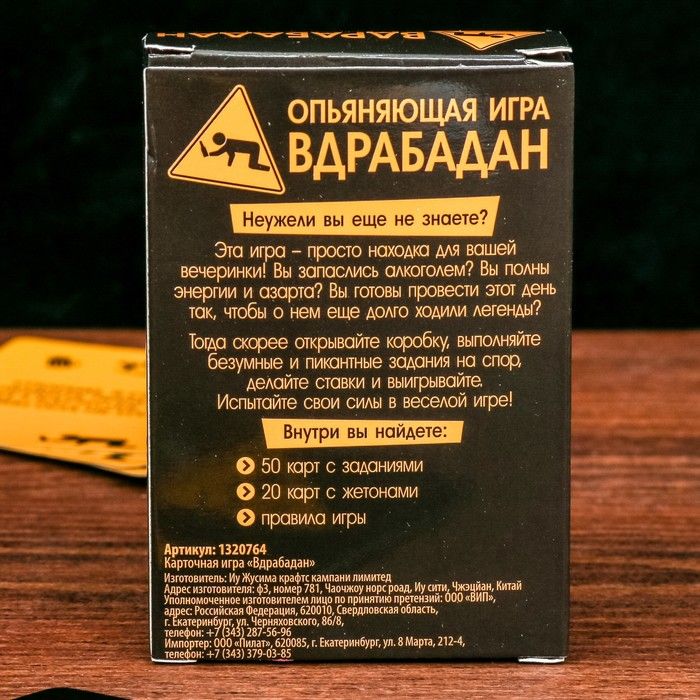 ВДРАБАДАН
ОПЬЯНЯЮЩАЯ ИГРА
ВДРАБАДАН
Неужели вы еще не знаете?
Эта игра – просто находка для вашей
вечеринки! Вы запаслись алкоголем? Вы полны
энергии и азарта? Вы готовы провести этот день
так, чтобы о нем еще долго ходили легенды?
Тогда скорее открывайте коробку, выполняйте
безумные и пикантные задания на спор,
делайте ставки и выигрывайте.
Испытайте свои силы в веселой игре!
Внутри вы найдете:
50 карт с заданиями
20 карт с жетонами
правила игры
Артикул: 1320764
Карточная игра «Вдрабадан»
Изготовитель: Иу Жусима крафтс кампани лимитед
Адрес изготовителя: ф3, номер 781, Чаочжоу норс роад, Иу сити, Чжэцйан, Китай
Уполномоченное изготовителем лицо по принятию претензий: ООО «ВИП»,
адрес: Российская Федерация, 620010, Свердловская область,
г. Екатеринбург, ул. Черняховского, 86/8,
телефон: +7 (343) 287-56-96
Импортер: ООО «Пилат», 620085, г. Екатеринбург, ул. 8 Марта, 212-4,
телефон: +7 (343) 379-03-85